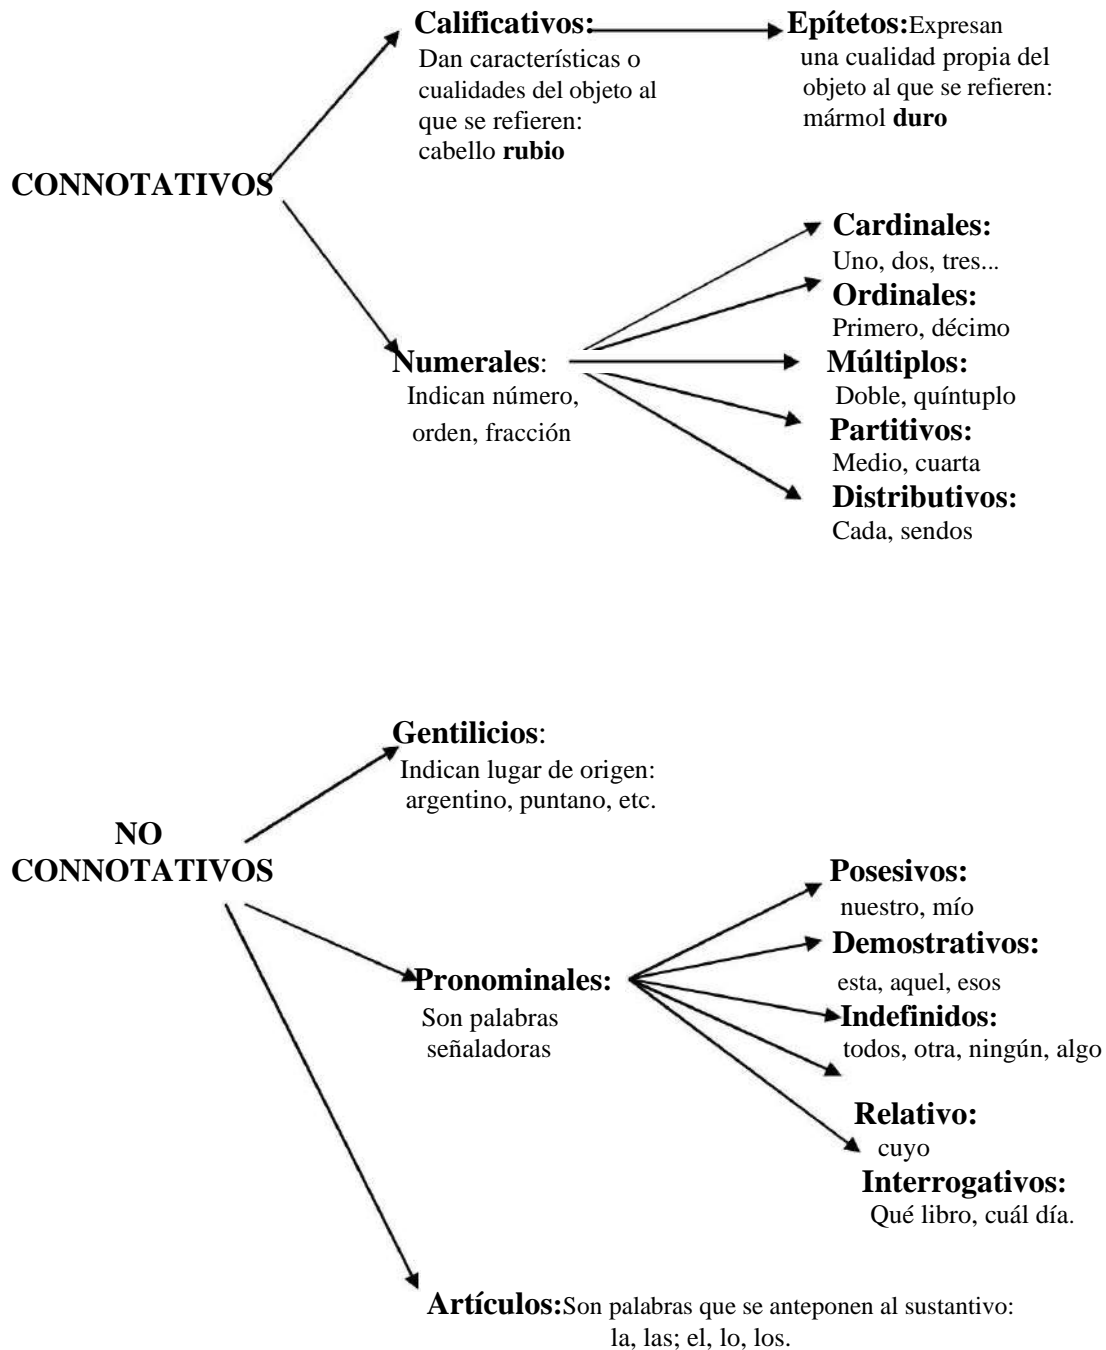 Calificativos:
Dan características o
cualidades del objeto al
que se refieren:
cabello rubio
Epítetos:Expresan
una cualidad propia del
objeto al que se refieren:
mármol duro
CONNOTATIVOS
Numerales:
Indican número,
orden, fracción
Cardinales:
Uno, dos, tres...
Ordinales:
Primero, décimo
Múltiplos:
Doble, quíntuplo
Partitivos:
Medio, cuarta
Distributivos:
Cada, sendos
NO
CONNOTATIVOS
Gentilicios:
Indican lugar de origen:
argentino, puntano, etc.
Pronominales:
Son palabras
señaladoras
Posesivos:
nuestro, mío
Demostrativos:
esta, aquel, esos
Indefinidos:
todos, otra, ningún, algo
Relativo:
cuyo
Interrogativos:
Qué libro, cuál día.
Artículos:Son palabras que se anteponen al sustantivo:
la, las; el, lo, los.